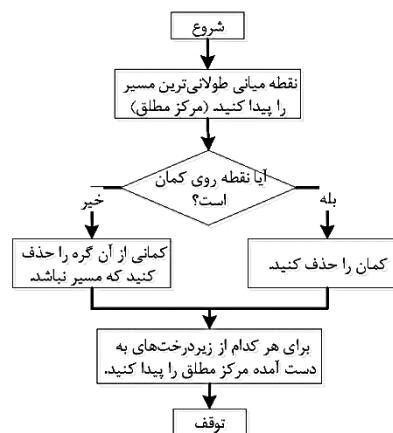 شروع
نقطه میانی طولانی‌ترین مسیر
را پیدا کنید. (مرکز مطلق)
آیا نقطه روی کمان
است؟
بله
خیر
کمان را حذف کنید.
کمانی از آن گره را حذف
کنید که مسیر نباشد.
برای هر کدام از زیردرخت‌های به
دست آمده مرکز مطلق را پیدا کنید.
توقف